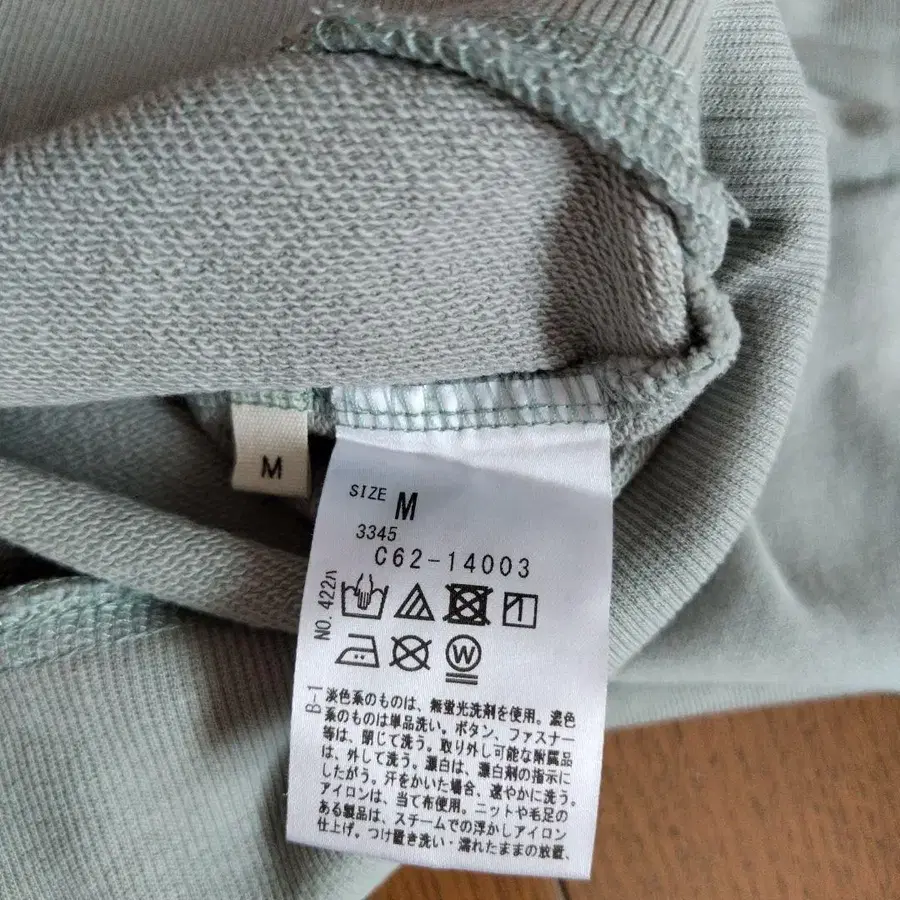 M
SIZE M
3345
C62-14003
NO. 422ハ
W
B-1
淡色系のものは、無蛍光洗剤を使用。濃色
系のものは単品洗い。ボタン、ファスナー
等は、閉じて洗う。取り外し可能な附属品
は、外して洗う。漂白は、漂白剤の指示に
したがう。汗をかいた場合、速やかに洗う。
アイロンは、当て布使用。ニットや毛足の
ある製品は、スチームでの浮かしアイロン
仕上げ。つけ置き洗い・濡れたままの放置、